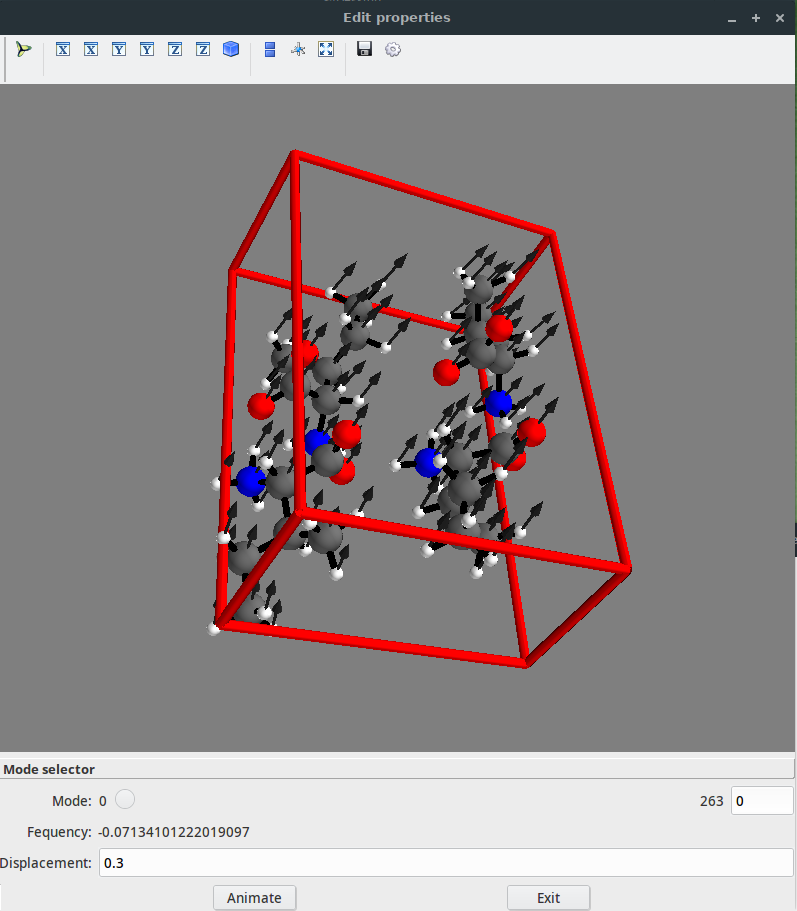 Edit properties
X X Y Y Z Z
Mode selector
Mode: 0 263 0
Fequency: -0.07134101222019097
Displacement: 0.3
Animate Exit